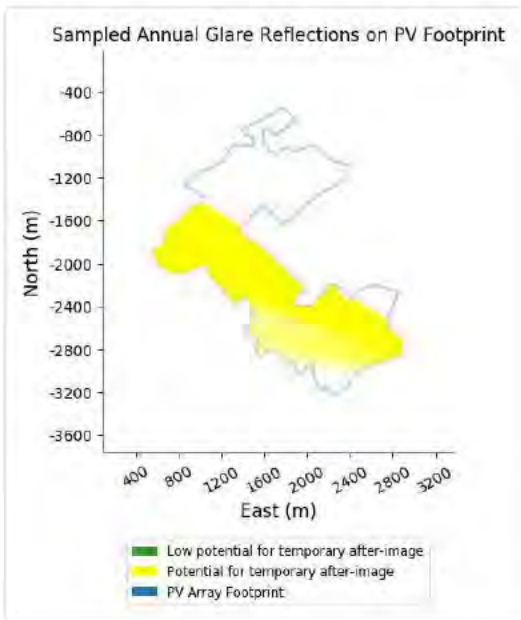 Sampled Annual Glare Reflections on PV Footprint
North (m)
-400
-800
-1200
-1600
-2000
-2400
-2800
-3200
-3600
400 800 1200 1600 2000 2400 2800 3200
East (m)
Low potential for temporary after-image
Potential for temporary after-image
PV Array Footprint